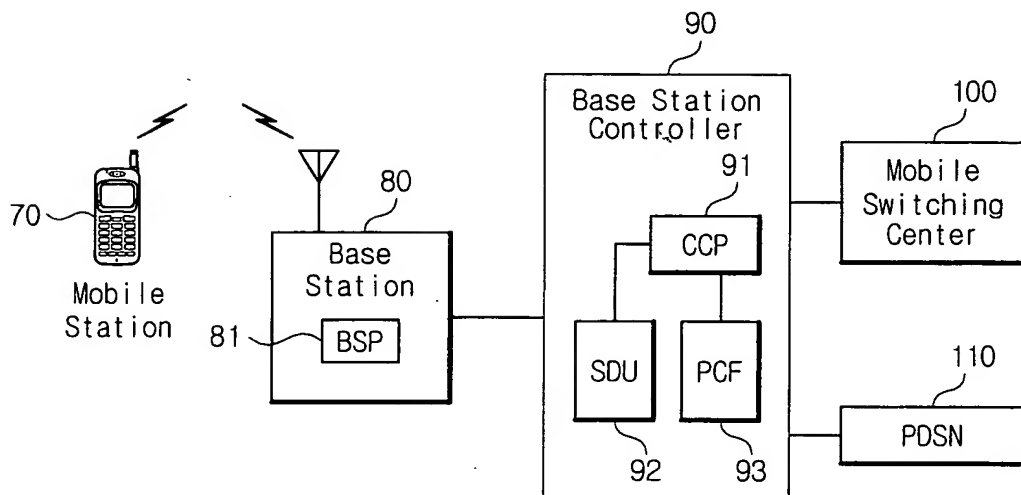 90
Base Station
Controller
100
Mobile
Switching
Center
91
CCP
80
Base
Station
81
BSP
70
Mobile
Station
SDU
PCF
92
93
110
PDSN